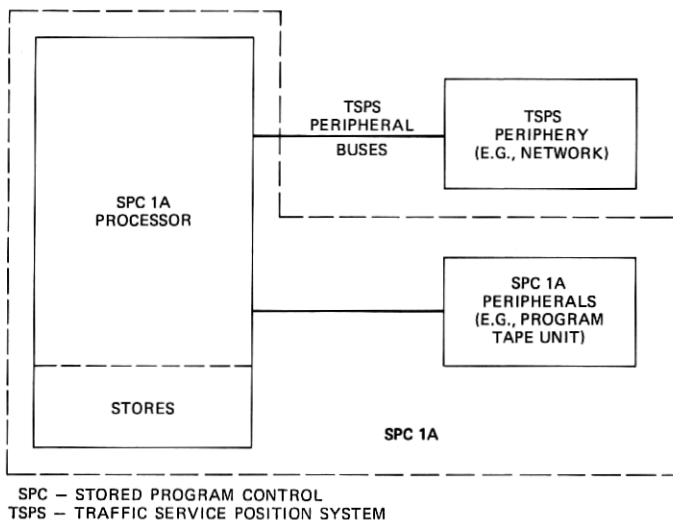 SPC 1A
PROCESSOR
STORES
TSPS
PERIPHERAL
BUSES
TSPS
PERIPHERY
(E.G., NETWORK)
SPC 1A
PERIPHERALS
(E.G., PROGRAM
TAPE UNIT)
SPC 1A
SPC – STORED PROGRAM CONTROL
TSPS – TRAFFIC SERVICE POSITION SYSTEM